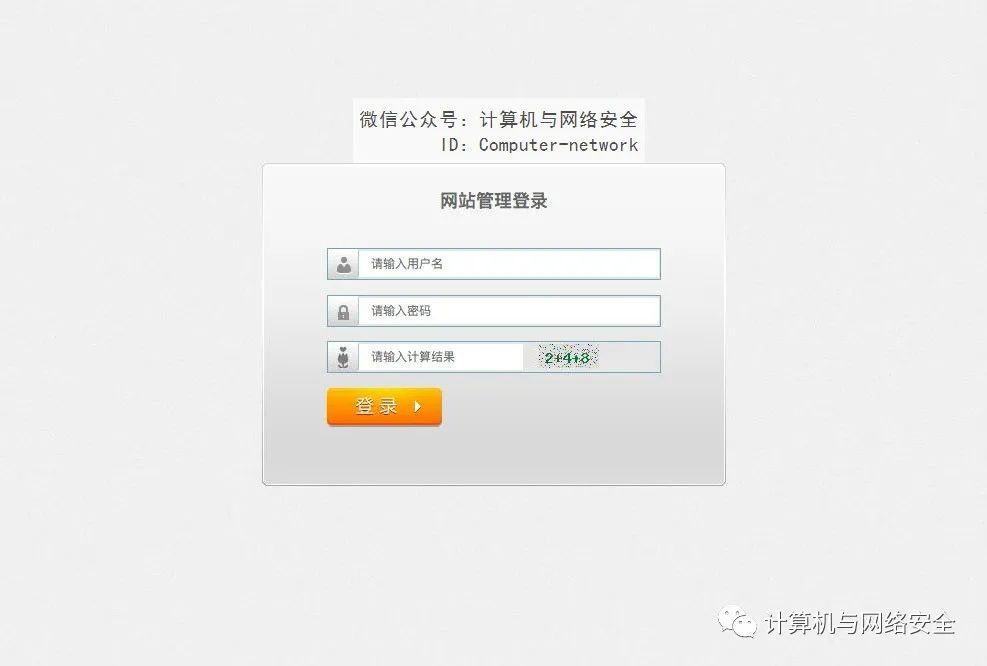 微信公众号：计算机与网络安全
ID：Computer-network
网站管理登录
请输入用户名
请输入密码
请输入计算结果
2+4+8
登录
计算机与网络安全